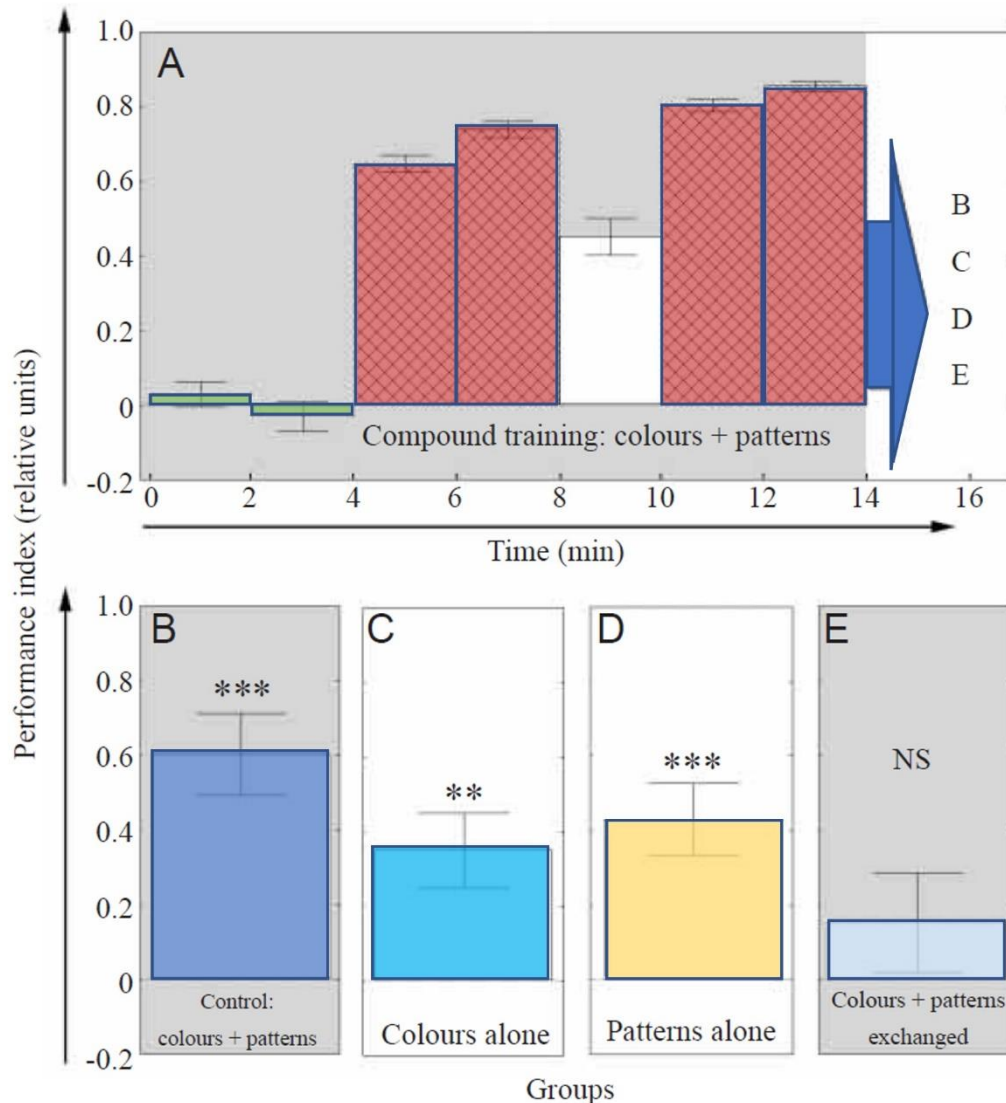 Performance index (relative units)
A
1.0
0.8
0.6
0.4
0.2
0
-0.2
Compound training: colours + patterns
B
C
D
E
0 2 4 6 8 10 12 14 16
Time (min)
1.0
0.8
0.6
0.4
0.2
0
-0.2
B
***
Control:
colours + patterns
C
**
Colours alone
D
***
Patterns alone
E
NS
Colours + patterns
exchanged
Groups